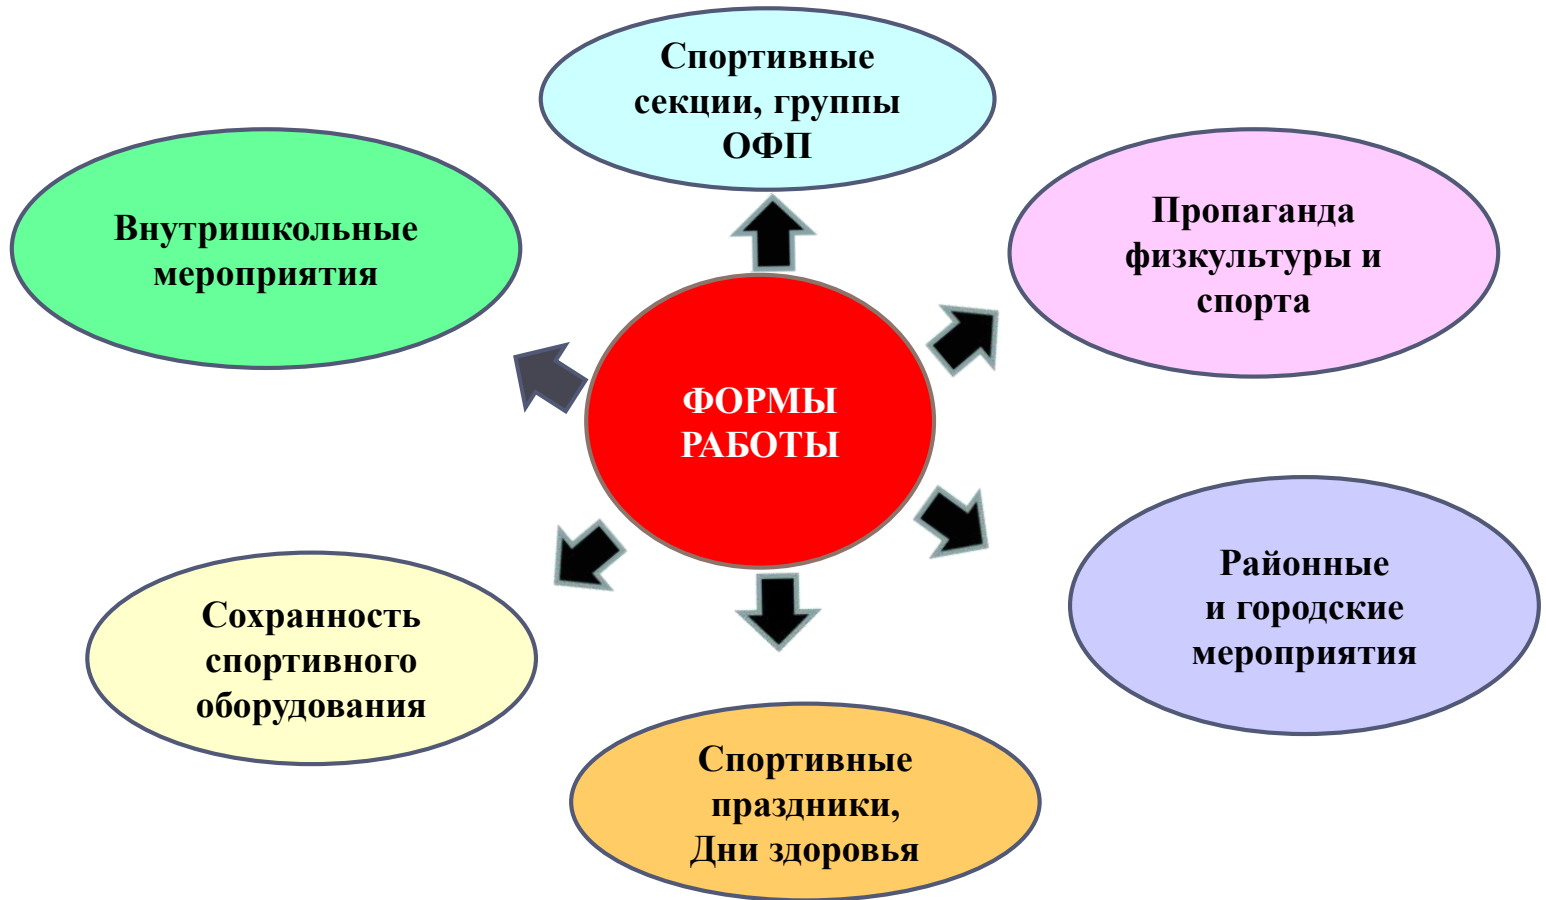 Спортивные
секции, группы
ОФП
Внутришкольные
мероприятия
Пропаганда
физкультуры и
спорта
ФОРМЫ
РАБОТЫ
Районные
и городские
мероприятия
Сохранность
спортивного
оборудования
Спортивные
праздники,
Дни здоровья